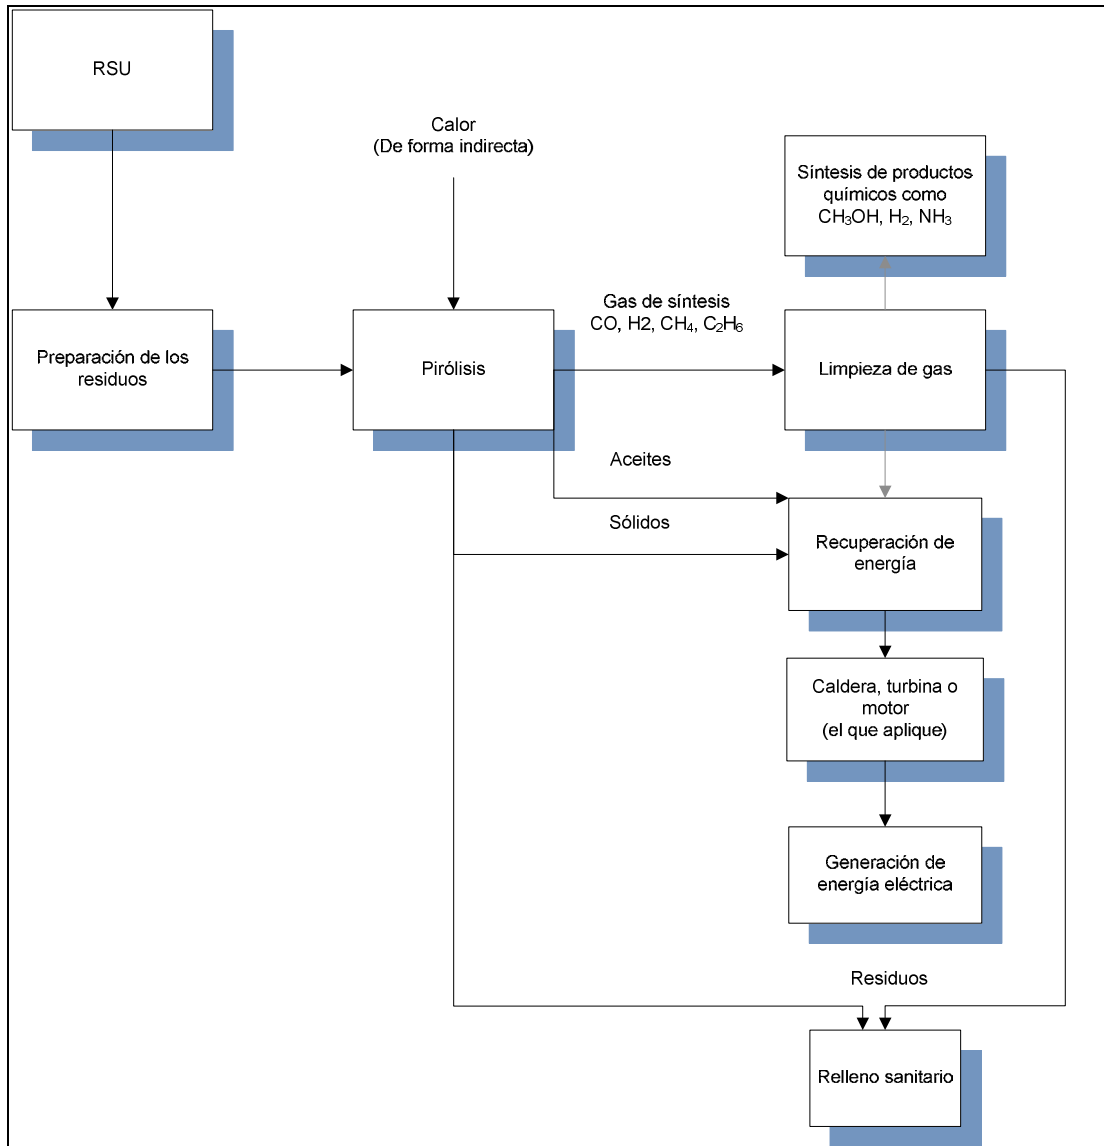 RSU
Calor
(De forma indirecta)
Síntesis de productos
químicos como
CH₃OH, H₂, NH₃
Gas de síntesis
CO, H2, CH₄, C₂H₆
Preparación de los
residuos
Pirólisis
Limpieza de gas
Aceites
Sólidos
Recuperación de
energía
Caldera, turbina o
motor
(el que aplique)
Generación de
energía eléctrica
Residuos
Relleno sanitario